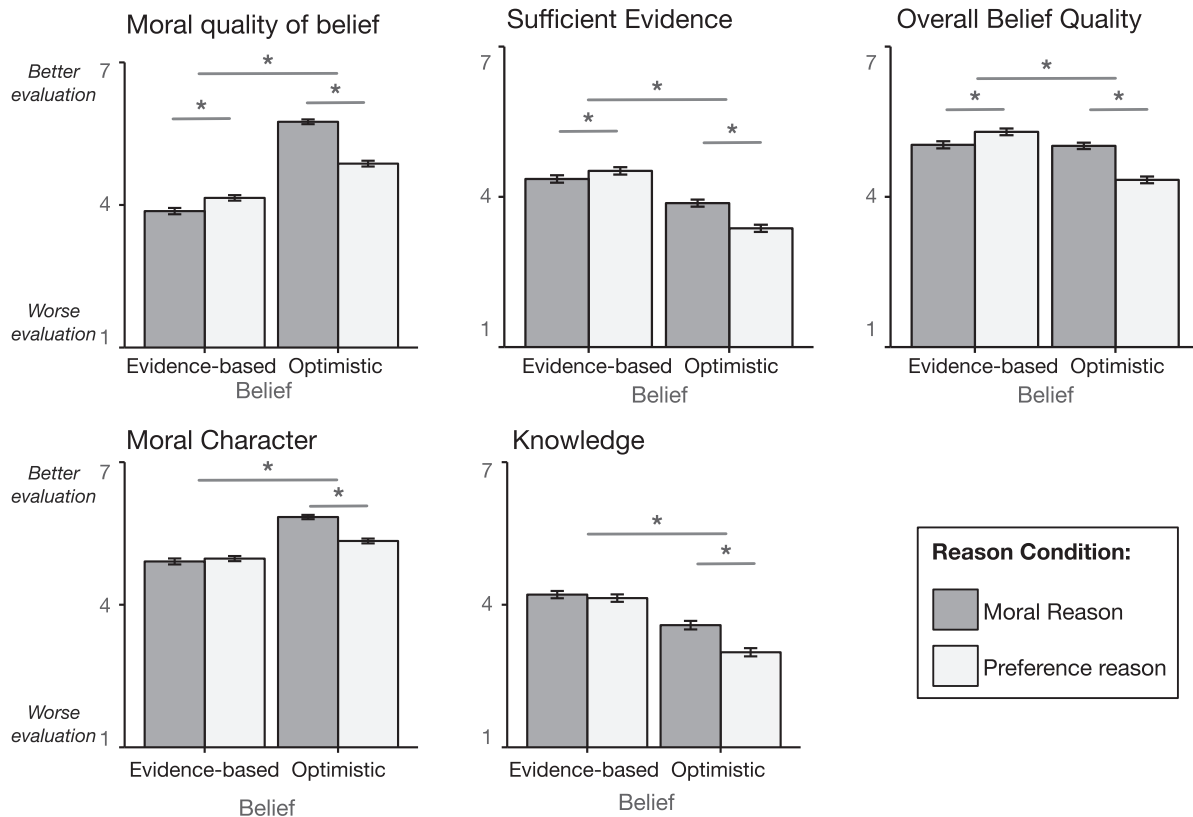 Moral quality of belief
Better
evaluation
7
4
Worse
evaluation
1
*
*
*
Evidence-based
Optimistic
Belief
Sufficient Evidence
7
4
1
*
*
*
Evidence-based
Optimistic
Belief
Overall Belief Quality
7
4
1
*
*
*
Evidence-based
Optimistic
Belief
Moral Character
Better
evaluation
7
4
Worse
evaluation
1
*
*
Evidence-based
Optimistic
Belief
Knowledge
7
4
1
*
*
Evidence-based
Optimistic
Belief
Reason Condition:
Moral Reason
Preference reason